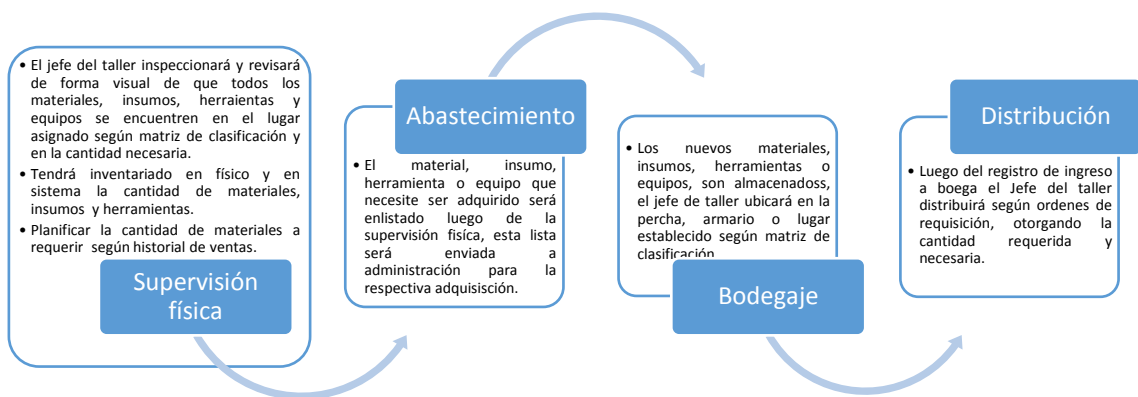 • El jefe del taller inspeccionará y revisará
de forma visual de que todos los
materiales, insumos, herraientas y
equipos se encuentren en el lugar
asignado según matriz de clasificación y
en la cantidad necesaria.
• Tendrá inventariado en físico y en
sistema la cantidad de materiales,
insumos y herramientas.
• Planificar la cantidad de materiales a
requerir según historial de ventas.
Supervisión
física
Abastecimiento
• El material, insumo,
herramienta o equipo que
necesite ser adquirido será
enlistado luego de la
supervisión fisíca, esta lista
será enviada a
administración para la
respectiva adquisisción.
• Los nuevos materiales,
insumos, herramientas o
equipos, son almacenadoss,
el jefe de taller ubicará en la
percha, armario o lugar
establecido según matriz de
clasificación
Bodegaje
Distribución
• Luego del registro de ingreso
a boega el Jefe del taller
distribuirá según ordenes de
requisición, otorgando la
cantidad requerida y
necesaria.